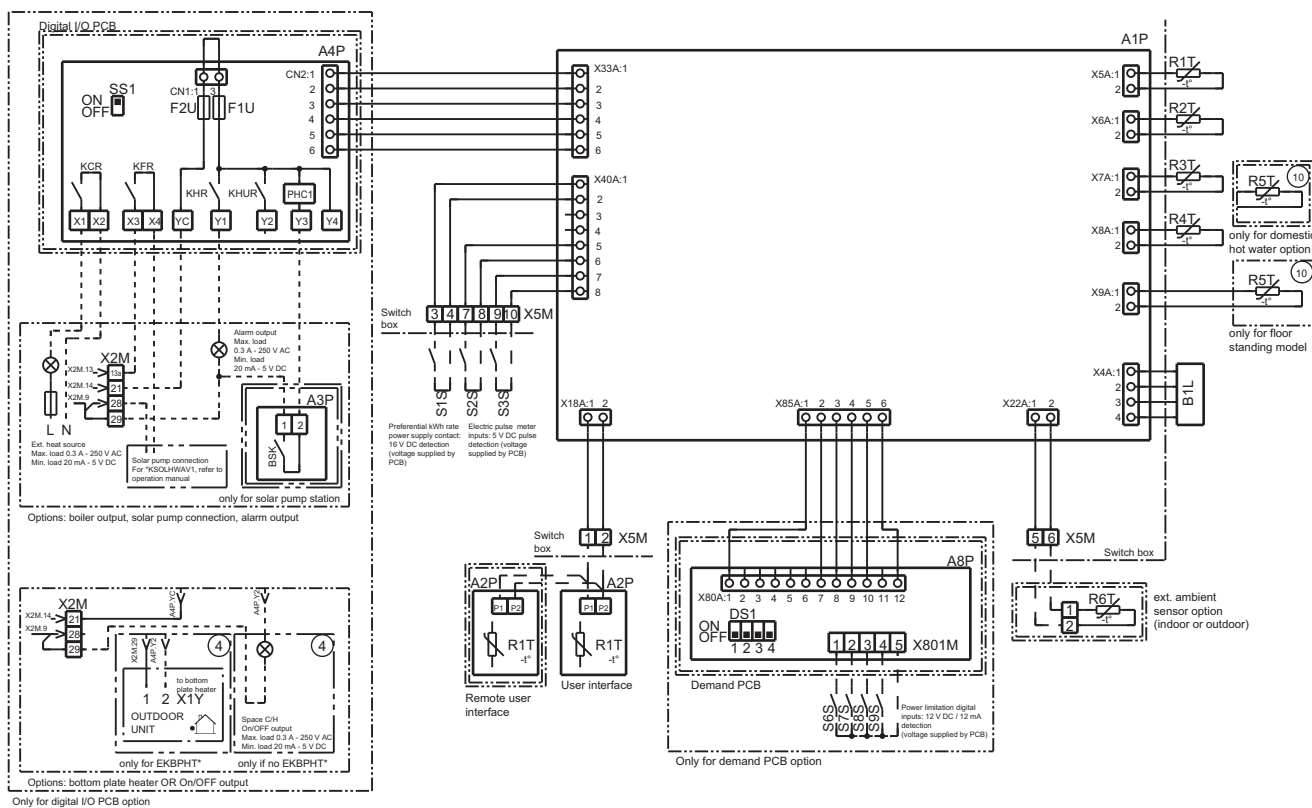 Digital I/O PCB
A4P
SS1
ON
OFF
CN1:1 3
F2U F1U
CN2:1
2
3
4
5
6
KCR
KFR
KHR
KHUR
PHC1
X1 X2 X3 X4 YC Y1 Y2 Y3 Y4
A1P
X33A:1
2
3
4
5
6
X40A:1
2
3
4
5
6
7
8
Switch
box
3 4 7 8 9 10 X5M
S1S S2S S3S
Preferential kWh rate
power supply contact:
16 V DC detection
(voltage supplied by
PCB)
Electric pulse meter
inputs: 5 V DC pulse
detection (voltage
supplied by PCB)
X5A:1
2
R1T
-t°
X6A:1
2
R2T
-t°
X7A:1
2
R3T
-t°
X8A:1
2
R4T
-t°
R5T
-t°
10
only for domestic
hot water option
X9A:1
2
R5T
-t°
10
only for floor
standing model
X4A:1
2
3
4
B1L
X18A:1 2
X85A:1 2 3 4 5 6
X22A:1 2
Alarm output
Max. load
0.3 A - 250 V AC
Min. load
20 mA - 5 V DC
X2M
X2M.13
13a
X2M.14
21
X2M.9
28
29
L N
Ext. heat source
Max. load 0.3 A - 250 V AC
Min. load 20 mA - 5 V DC
Solar pump connection
For *KSOLHWAV1, refer to
operation manual
A3P
1 2
BSK
only for solar pump station
Options: boiler output, solar pump connection, alarm output
Switch
box
1 2 X5M
A2P
P1 P2
R1T
-t°
Remote user
interface
A2P
P1 P2
R1T
-t°
User interface
A8P
X80A:1 2 3 4 5 6 7 8 9 10 11 12
DS1
ON
OFF
1 2 3 4
1 2 3 4 5 X801M
Demand PCB
S6S S7S S8S S9S
Power limitation digital
inputs: 12 V DC / 12 mA
detection
(voltage supplied by PCB)
Only for demand PCB option
5 6 X5M
Switch box
1
2
R6T
-t°
ext. ambient
sensor option
(indoor or outdoor)
X2M
X2M.14
21
X2M.9
28
29
A4P.YC
A4P.Y2
X2M.29
A4P.Y2
4
4
to bottom
plate heater
1 2 X1Y
OUTDOOR
UNIT
Space C/H
On/OFF output
Max. load 0.3 A - 250 V AC
Min. load 20 mA - 5 V DC
only for EKBPHT*
only if no EKBPHT*
Options: bottom plate heater OR On/OFF output
Only for digital I/O PCB option